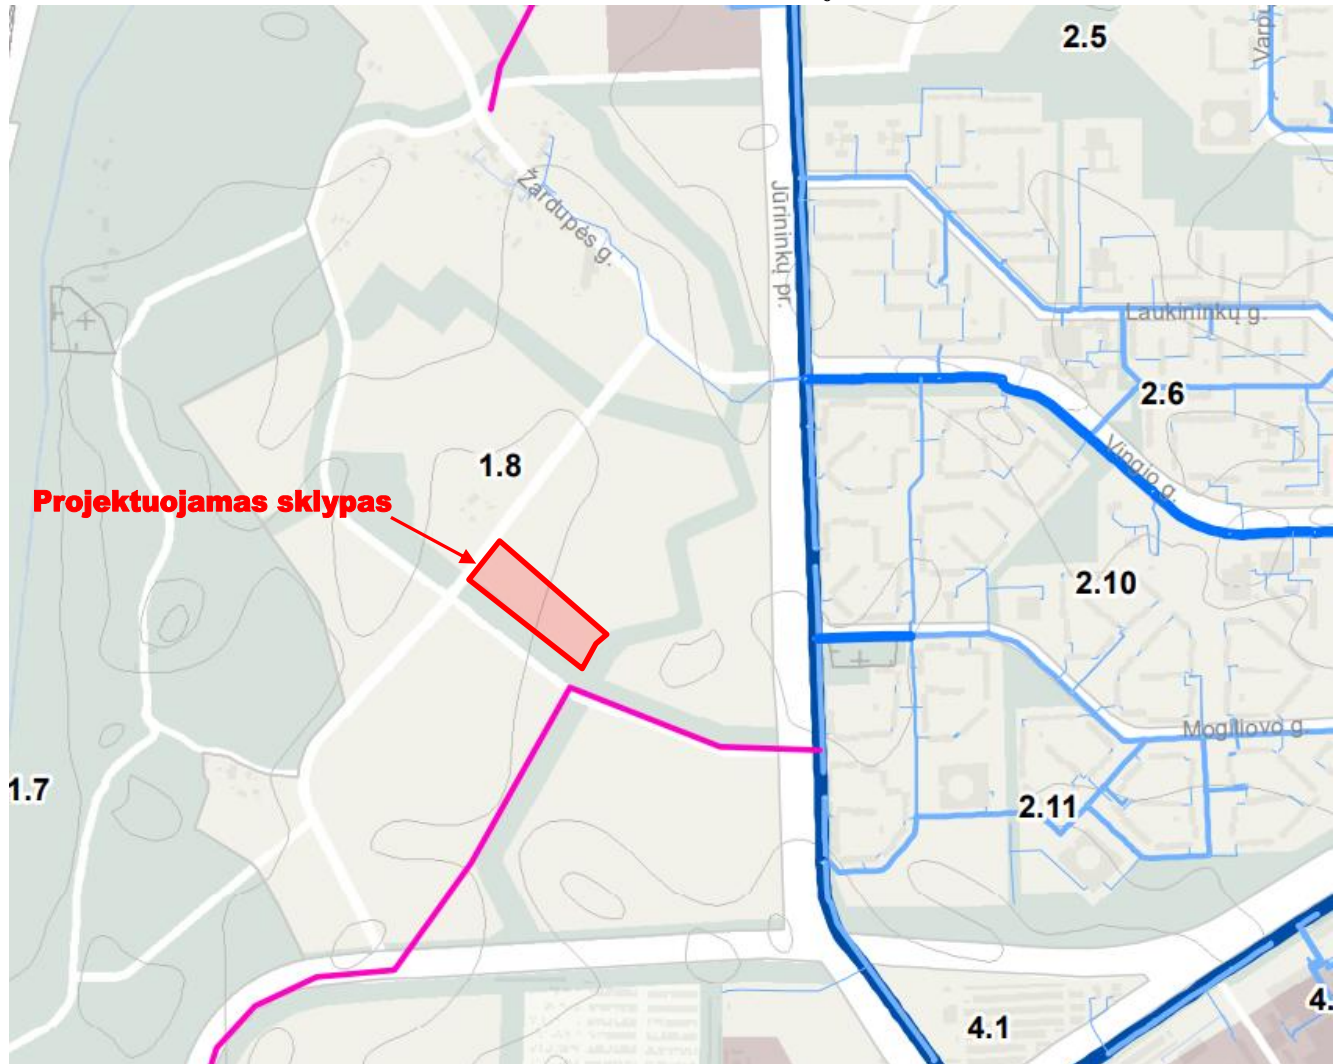 2.5
Žardupės g.
Jūrininkų pr.
Laukininkų g.
2.6
1.8
Vingio g.
Projektuojamas sklypas
2.10
Mogiliovo g.
1.7
2.11
4.1